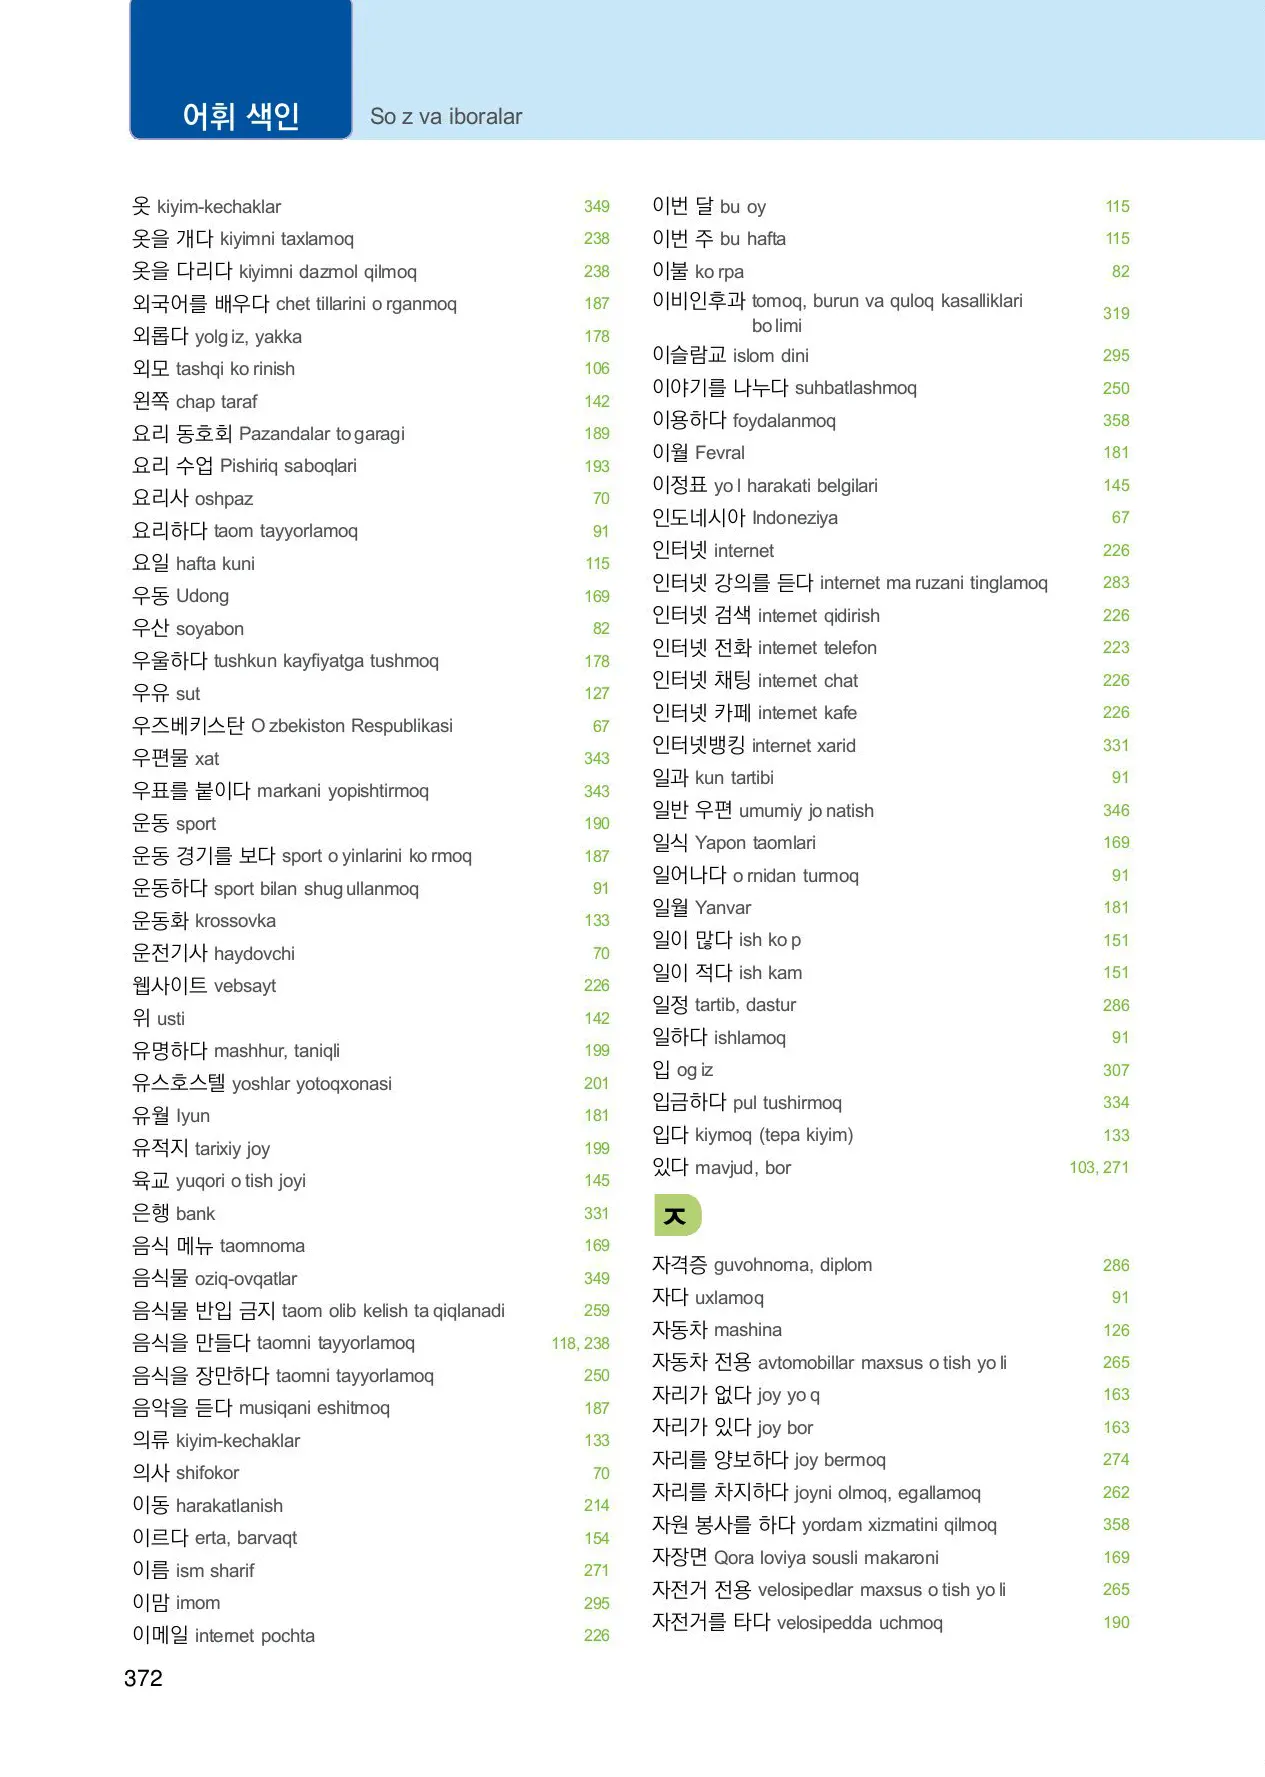 어휘 색인 So z va iboralar
옷 kiyim-kechaklar 349
옷을 개다 kiyimni taxlamoq 238
옷을 다리다 kiyimni dazmol qilmoq 238
외국어를 배우다 chet tillarini o rganmoq 187
외롭다 yolg iz, yakka 178
외모 tashqi ko rinish 106
왼쪽 chap taraf 142
요리 동호회 Pazandalar to garagi 189
요리 수업 Pishiriq saboqlari 193
요리사 oshpaz 70
요리하다 taom tayyorlamoq 91
요일 hafta kuni 115
우동 Udong 169
우산 soyabon 82
우울하다 tushkun kayfiyatga tushmoq 178
우유 sut 127
우즈베키스탄 O zbekiston Respublikasi 67
우편물 xat 343
우표를 붙이다 markani yopishtirmoq 343
운동 sport 190
운동 경기를 보다 sport o yinlarini ko rmoq 187
운동하다 sport bilan shug ullanmoq 91
운동화 krossovka 133
운전기사 haydovchi 70
웹사이트 vebsayt 226
위 usti 142
유명하다 mashhur, taniqli 199
유스호스텔 yoshlar yotoqxonasi 201
유월 Iyun 181
유적지 tarixiy joy 199
육교 yuqori o tish joyi 145
은행 bank 331
음식 메뉴 taomnoma 169
음식물 oziq-ovqatlar 349
음식물 반입 금지 taom olib kelish ta qiqlanadi 259
음식을 만들다 taomni tayyorlamoq 118, 238
음식을 장만하다 taomni tayyorlamoq 250
음악을 듣다 musiqani eshitmoq 187
의류 kiyim-kechaklar 133
의사 shifokor 70
이동 harakatlanish 214
이르다 erta, barvaqt 154
이름 ism sharif 271
이맘 imom 295
이메일 internet pochta 226
이번 달 bu oy 115
이번 주 bu hafta 115
이불 ko rpa 82
이비인후과 tomoq, burun va quloq kasalliklari
bo limi 319
이슬람교 islom dini 295
이야기를 나누다 suhbatlashmoq 250
이용하다 foydalanmoq 358
이월 Fevral 181
이정표 yo l harakati belgilari 145
인도네시아 Indoneziya 67
인터넷 internet 226
인터넷 강의를 듣다 internet ma ruzani tinglamoq 283
인터넷 검색 internet qidirish 226
인터넷 전화 internet telefon 223
인터넷 채팅 internet chat 226
인터넷 카페 internet kafe 226
인터넷뱅킹 internet xarid 331
일과 kun tartibi 91
일반 우편 umumiy jo natish 346
일식 Yapon taomlari 169
일어나다 o rnidan turmoq 91
일월 Yanvar 181
일이 많다 ish ko p 151
일이 적다 ish kam 151
일정 tartib, dastur 286
일하다 ishlamoq 91
입 og iz 307
입금하다 pul tushirmoq 334
입다 kiymoq (tepa kiyim) 133
있다 mavjud, bor 103, 271
ㅈ
자격증 guvohnoma, diplom 286
자다 uxlamoq 91
자동차 mashina 126
자동차 전용 avtomobillar maxsus o tish yo li 265
자리가 없다 joy yo q 163
자리가 있다 joy bor 163
자리를 양보하다 joy bermoq 274
자리를 차지하다 joyni olmoq, egallamoq 262
자원 봉사를 하다 yordam xizmatini qilmoq 358
자장면 Qora loviya sousli makaroni 169
자전거 전용 velosipedlar maxsus o tish yo li 265
자전거를 타다 velosipedda uchmoq 190
372